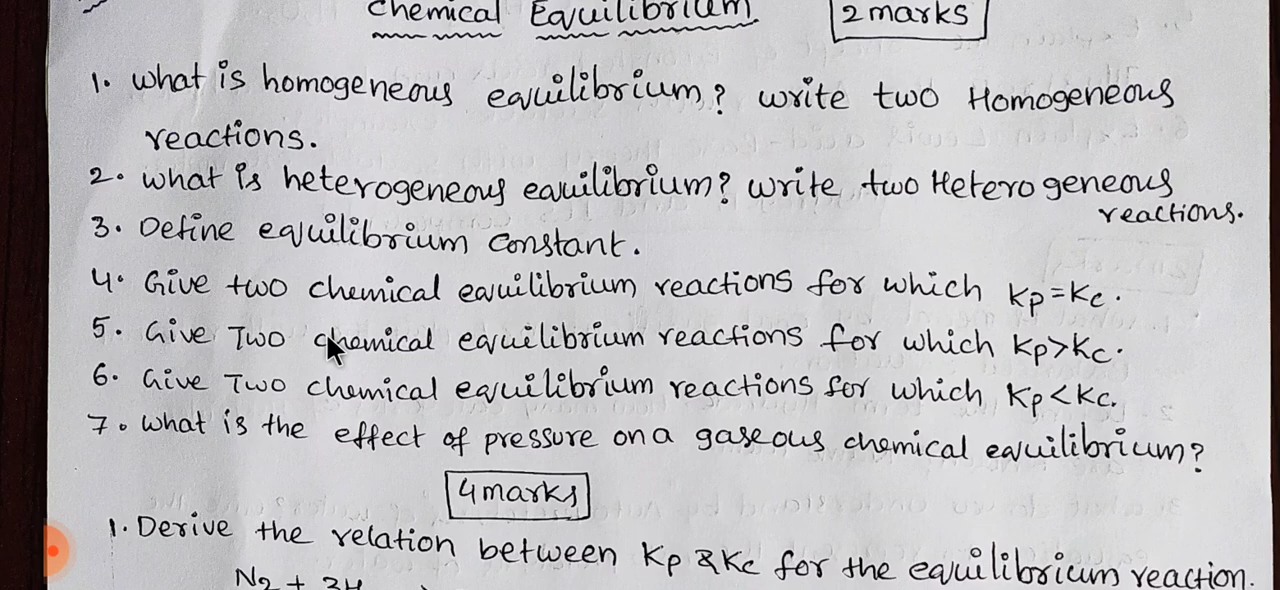 Chemical Equilibrium 2 marks
1. What is homogeneous equilibrium? write two Homogeneous
reactions.
2. What is heterogeneous equilibrium? write two Heterogeneous
reactions.
3. Define equilibrium constant.
4. Give two chemical equilibrium reactions for which Kp=Kc.
5. Give Two chemical equilibrium reactions for which Kp>Kc.
6. Give Two chemical equilibrium reactions for which Kp<Kc.
7. What is the effect of pressure on a gaseous chemical equilibrium?
4 marks
1. Derive the relation between Kp & Kc for the equilibrium reaction.
N2 + 3H